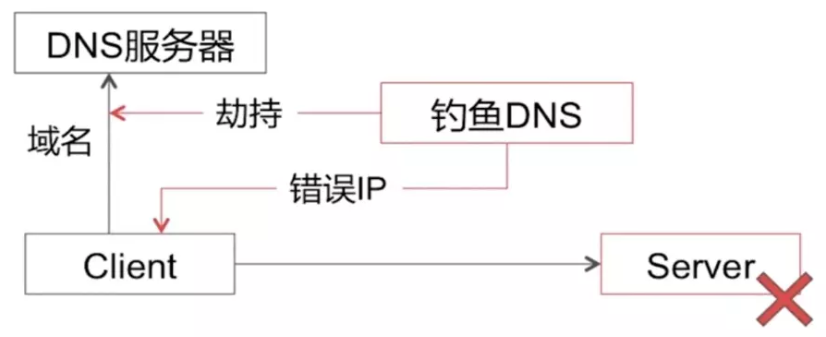 DNS服务器
劫持
钓鱼DNS
域名
错误IP
Client
Server